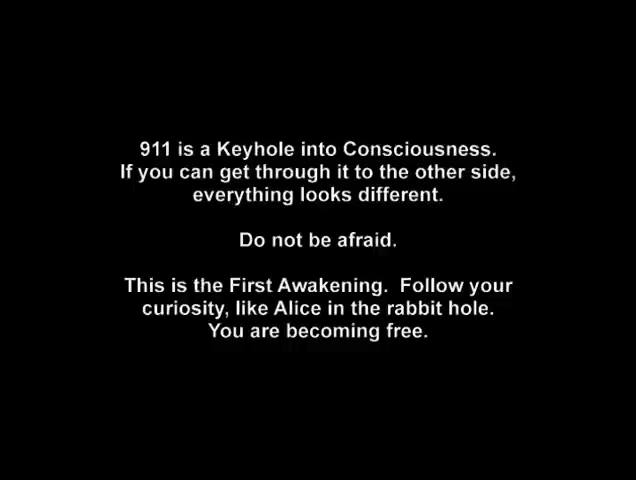 911 is a Keyhole into Consciousness.
If you can get through it to the other side,
everything looks different.
Do not be afraid.
This is the First Awakening.  Follow your
curiosity, like Alice in the rabbit hole.
You are becoming free.